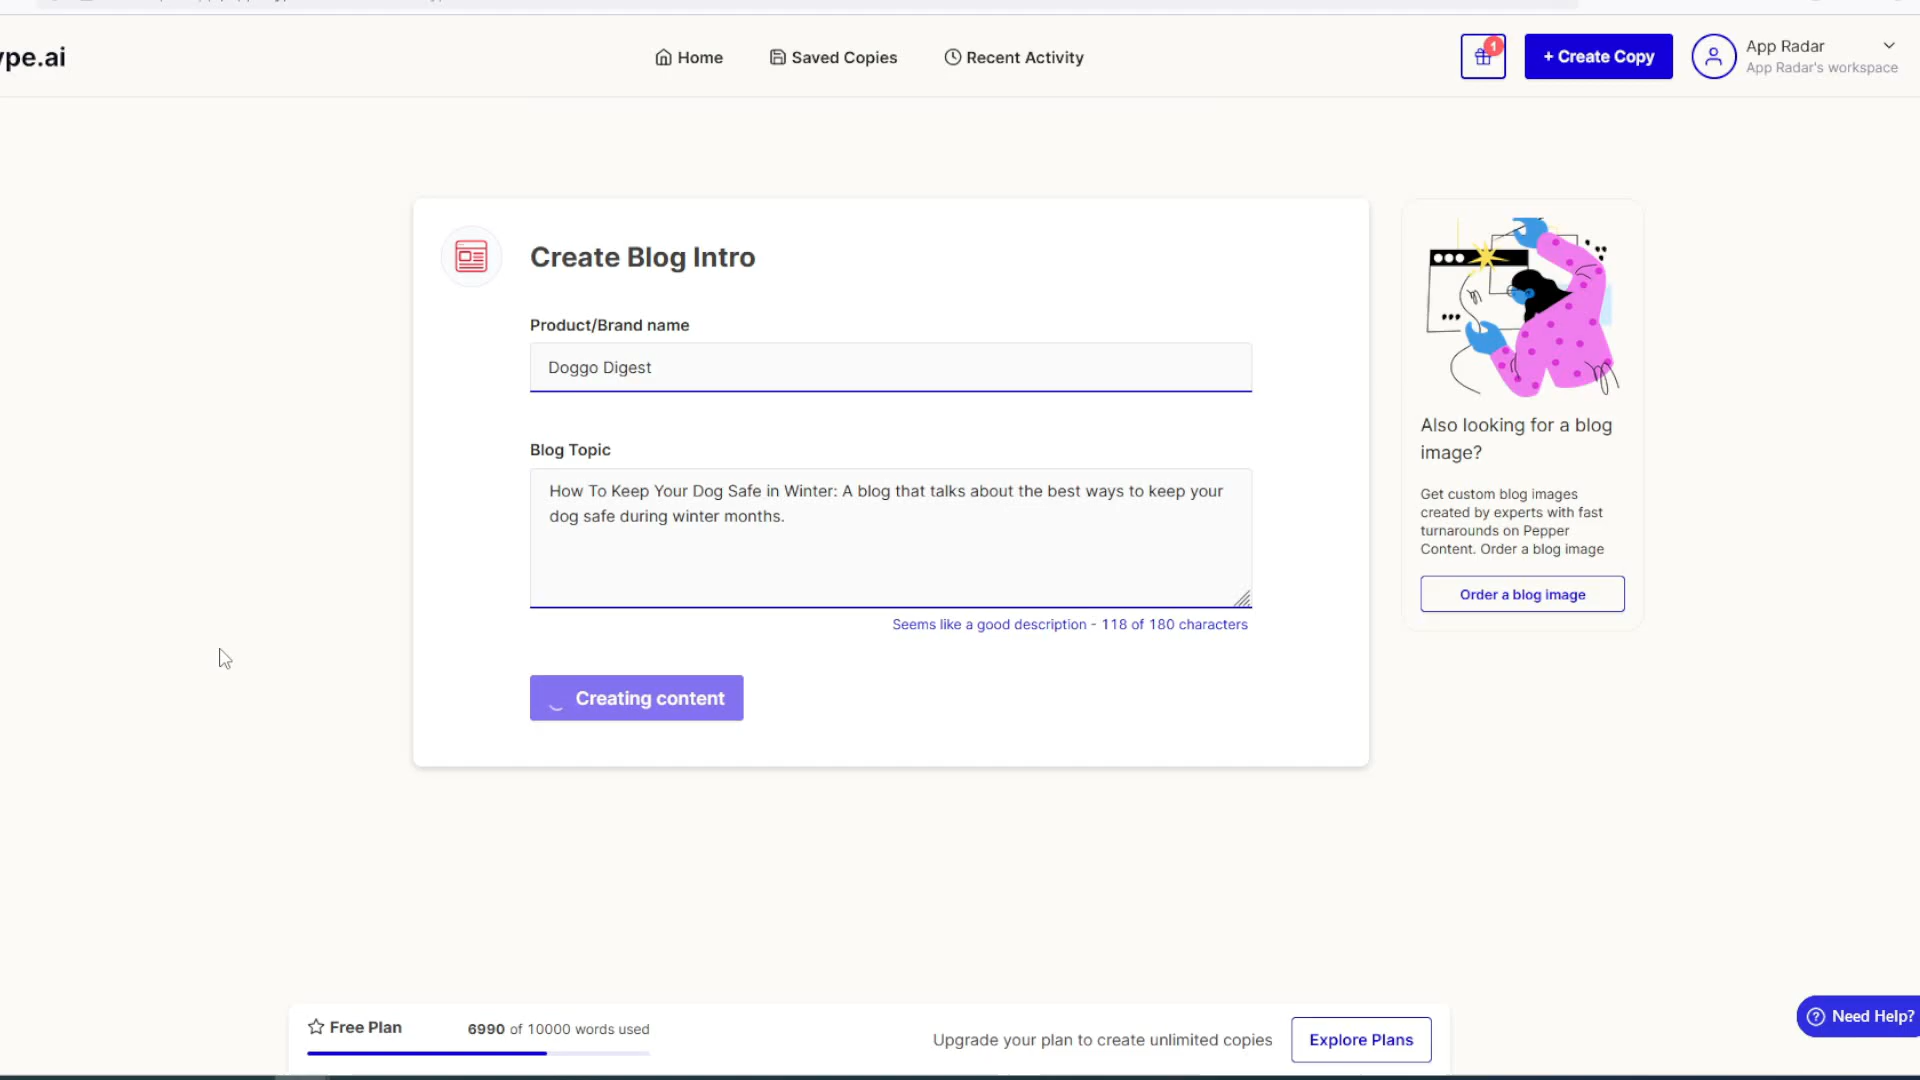 ype.ai
Home
Saved Copies
Recent Activity
1
+ Create Copy
App Radar
App Radar's workspace
Create Blog Intro
Product/Brand name
Doggo Digest
Blog Topic
How To Keep Your Dog Safe in Winter: A blog that talks about the best ways to keep your
dog safe during winter months.
Seems like a good description - 118 of 180 characters
Creating content
Also looking for a blog
image?
Get custom blog images
created by experts with fast
turnarounds on Pepper
Content. Order a blog image
Order a blog image
Free Plan
6990 of 10000 words used
Upgrade your plan to create unlimited copies
Explore Plans
Need Help?